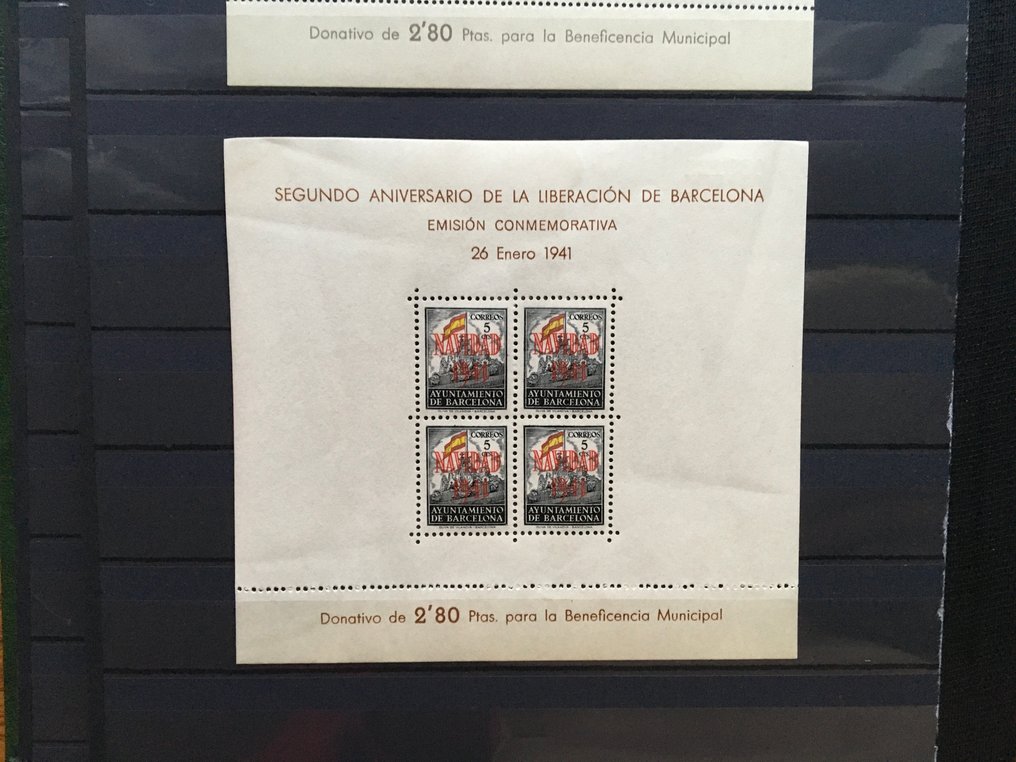 Donativo de 2'80 Ptas. para la Beneficencia Municipal
SEGUNDO ANIVERSARIO DE LA LIBERACIÓN DE BARCELONA
EMISIÓN CONMEMORATIVA
26 Enero 1941
CORREOS
5
NAVIDAD
1941
AYUNTAMIENTO
DE BARCELONA
CORREOS
5
NAVIDAD
1941
AYUNTAMIENTO
DE BARCELONA
CORREOS
5
NAVIDAD
1941
AYUNTAMIENTO
DE BARCELONA
CORREOS
5
NAVIDAD
1941
AYUNTAMIENTO
DE BARCELONA
Donativo de 2'80 Ptas. para la Beneficencia Municipal